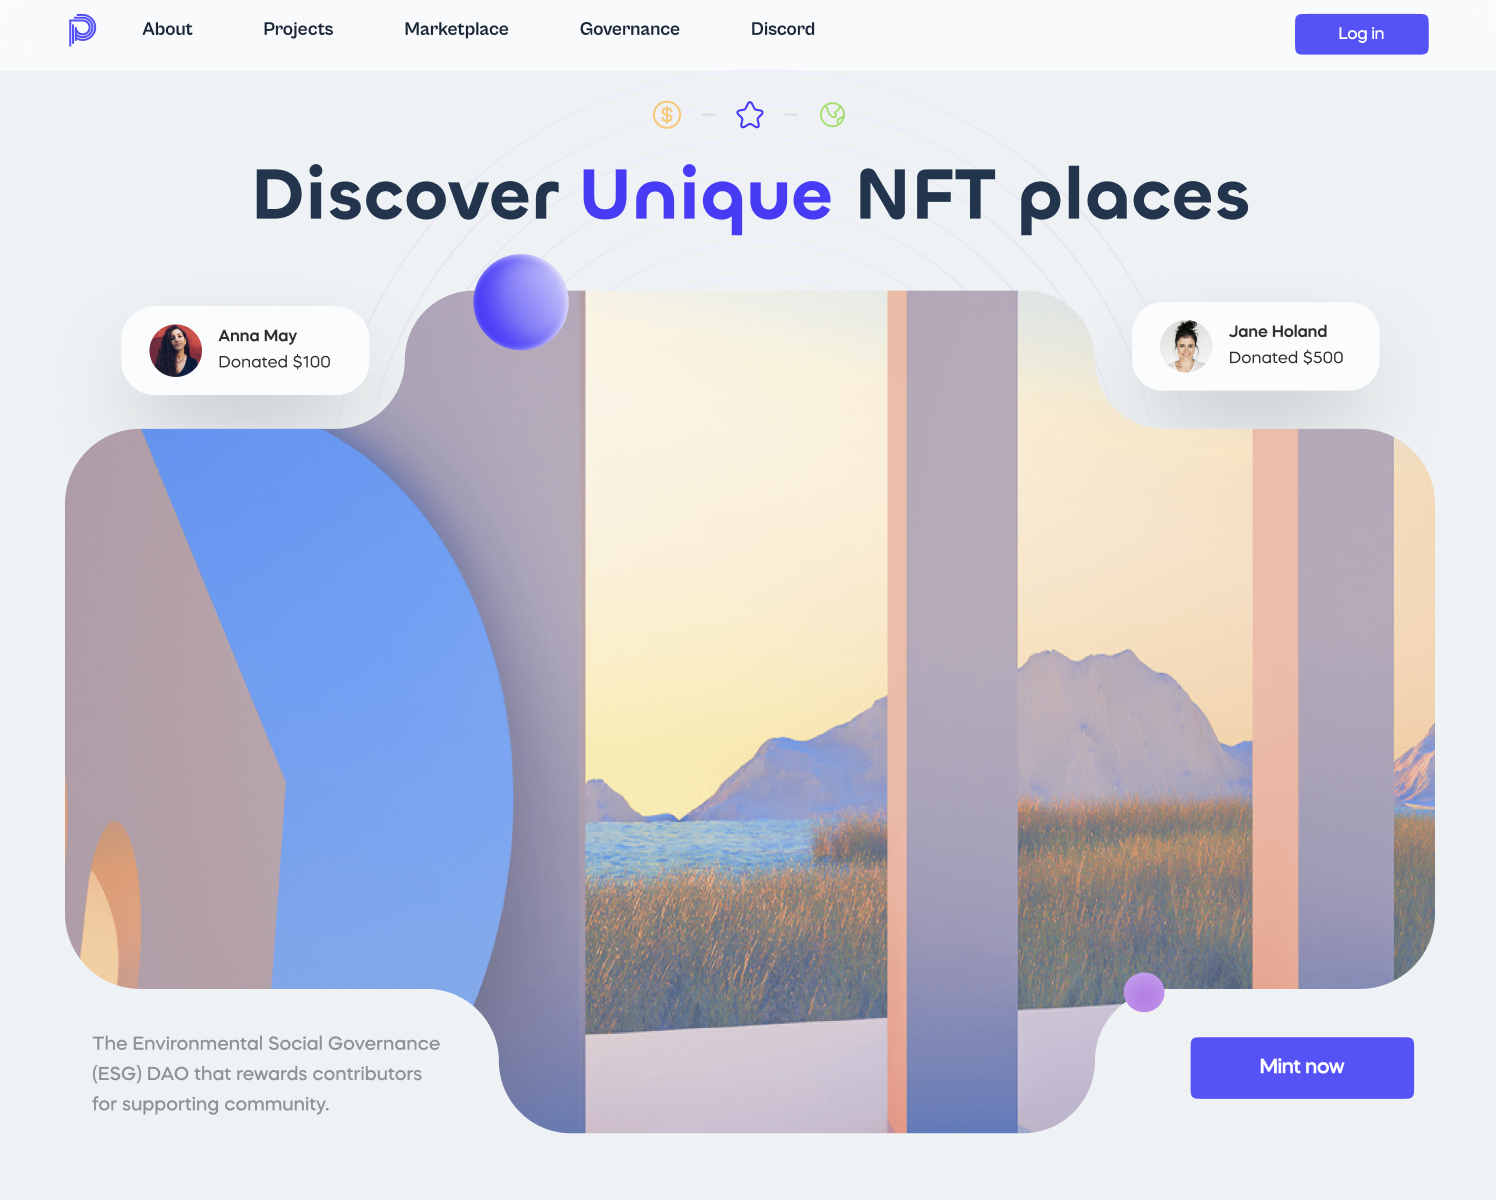 About
Projects
Marketplace
Governance
Discord
Log in
Discover Unique NFT places
Anna May
Donated $100
Jane Holand
Donated $500
The Environmental Social Governance
(ESG) DAO that rewards contributors
for supporting community.
Mint now